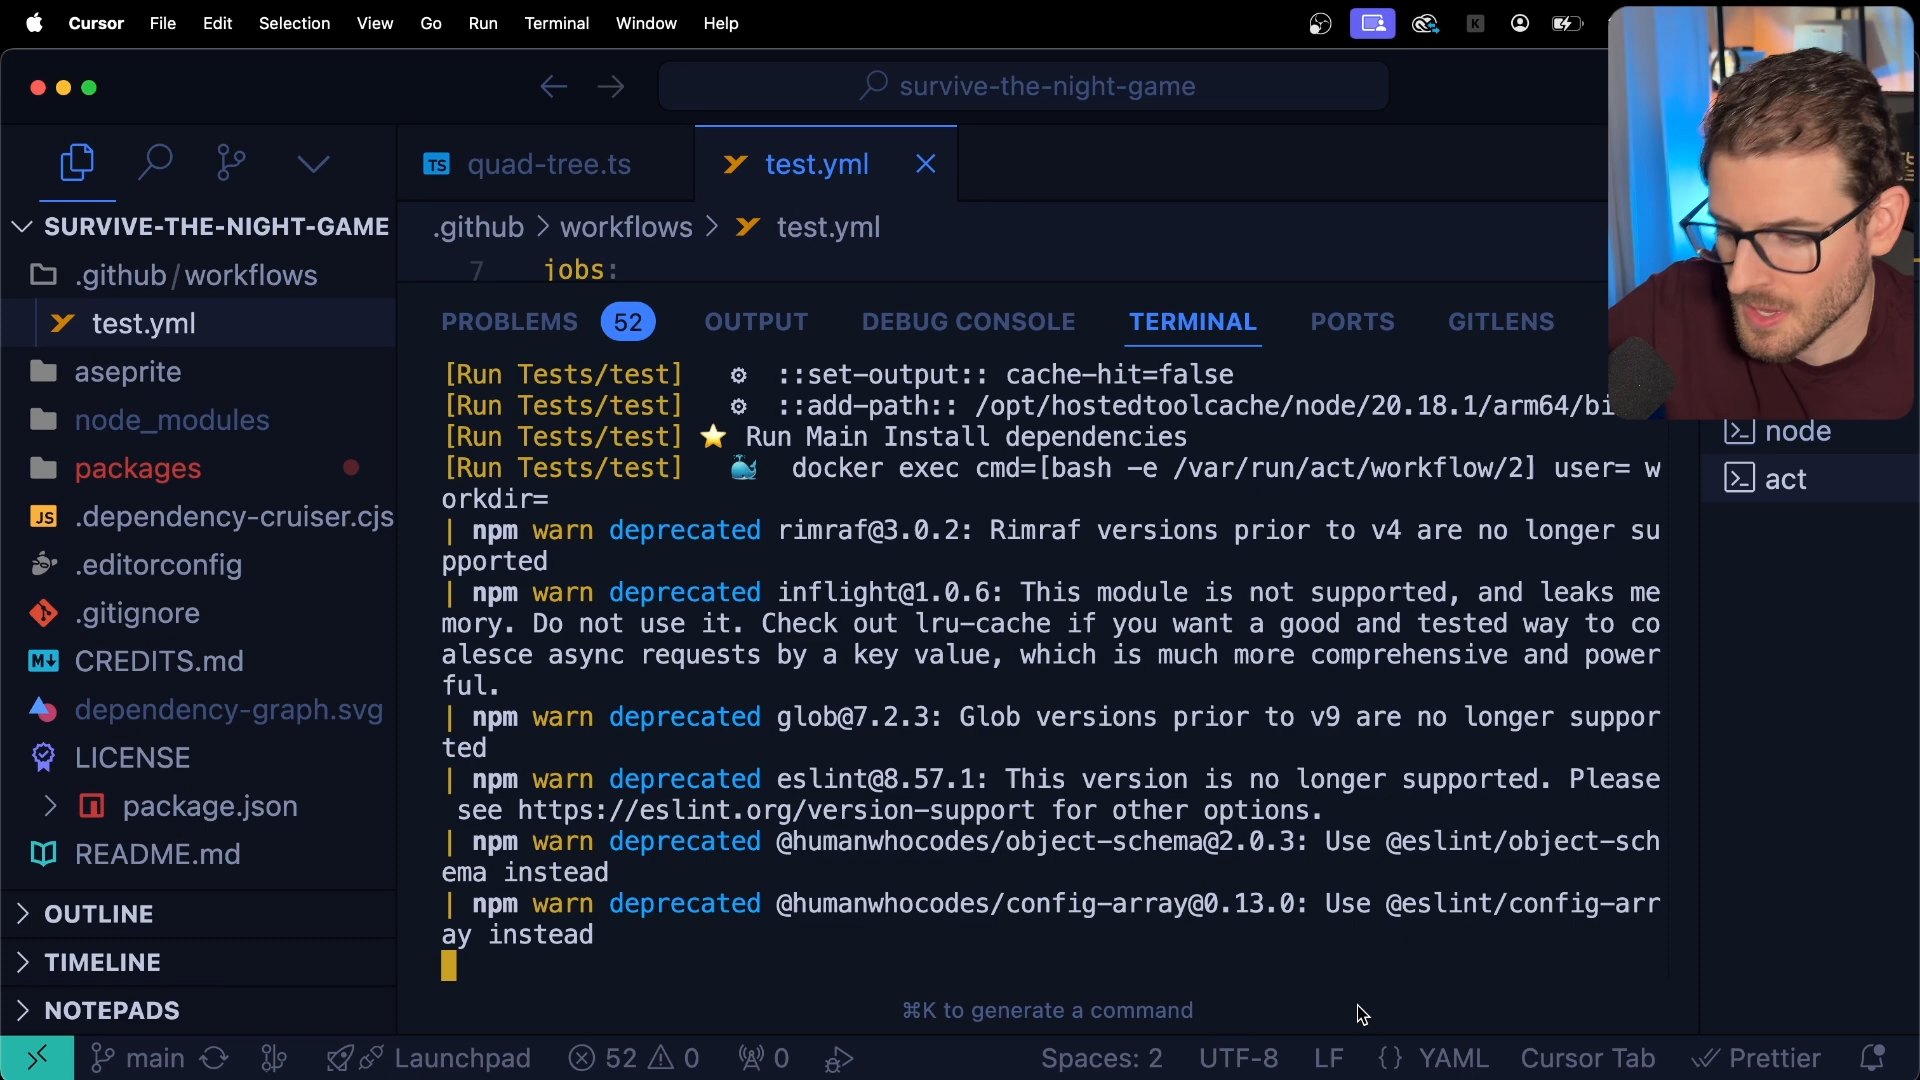 Cursor File Edit Selection View Go Run Terminal Window Help
K
survive-the-night-game
TS quad-tree.ts
test.yml
SURVIVE-THE-NIGHT-GAME
.github / workflows
test.yml
aseprite
node_modules
packages
JS .dependency-cruiser.cjs
.editorconfig
.gitignore
CREDITS.md
dependency-graph.svg
LICENSE
package.json
README.md
OUTLINE
TIMELINE
NOTEPADS
.github > workflows > test.yml
7 jobs:
PROBLEMS 52 OUTPUT DEBUG CONSOLE TERMINAL PORTS GITLENS
[Run Tests/test] ⚙ ::set-output:: cache-hit=false
[Run Tests/test] ⚙ ::add-path:: /opt/hostedtoolcache/node/20.18.1/arm64/bi
[Run Tests/test] ⭐ Run Main Install dependencies
[Run Tests/test] 🐳 docker exec cmd=[bash -e /var/run/act/workflow/2] user= w
orkdir=
| npm warn deprecated rimraf@3.0.2: Rimraf versions prior to v4 are no longer su
pported
| npm warn deprecated inflight@1.0.6: This module is not supported, and leaks me
mory. Do not use it. Check out lru-cache if you want a good and tested way to co
alesce async requests by a key value, which is much more comprehensive and power
ful.
| npm warn deprecated glob@7.2.3: Glob versions prior to v9 are no longer suppor
ted
| npm warn deprecated eslint@8.57.1: This version is no longer supported. Please
see https://eslint.org/version-support for other options.
| npm warn deprecated @humanwhocodes/object-schema@2.0.3: Use @eslint/object-sch
ema instead
| npm warn deprecated @humanwhocodes/config-array@0.13.0: Use @eslint/config-arr
ay instead
⌘K to generate a command
node
act
main Launchpad 52 0 0 Spaces: 2 UTF-8 LF {} YAML Cursor Tab Prettier